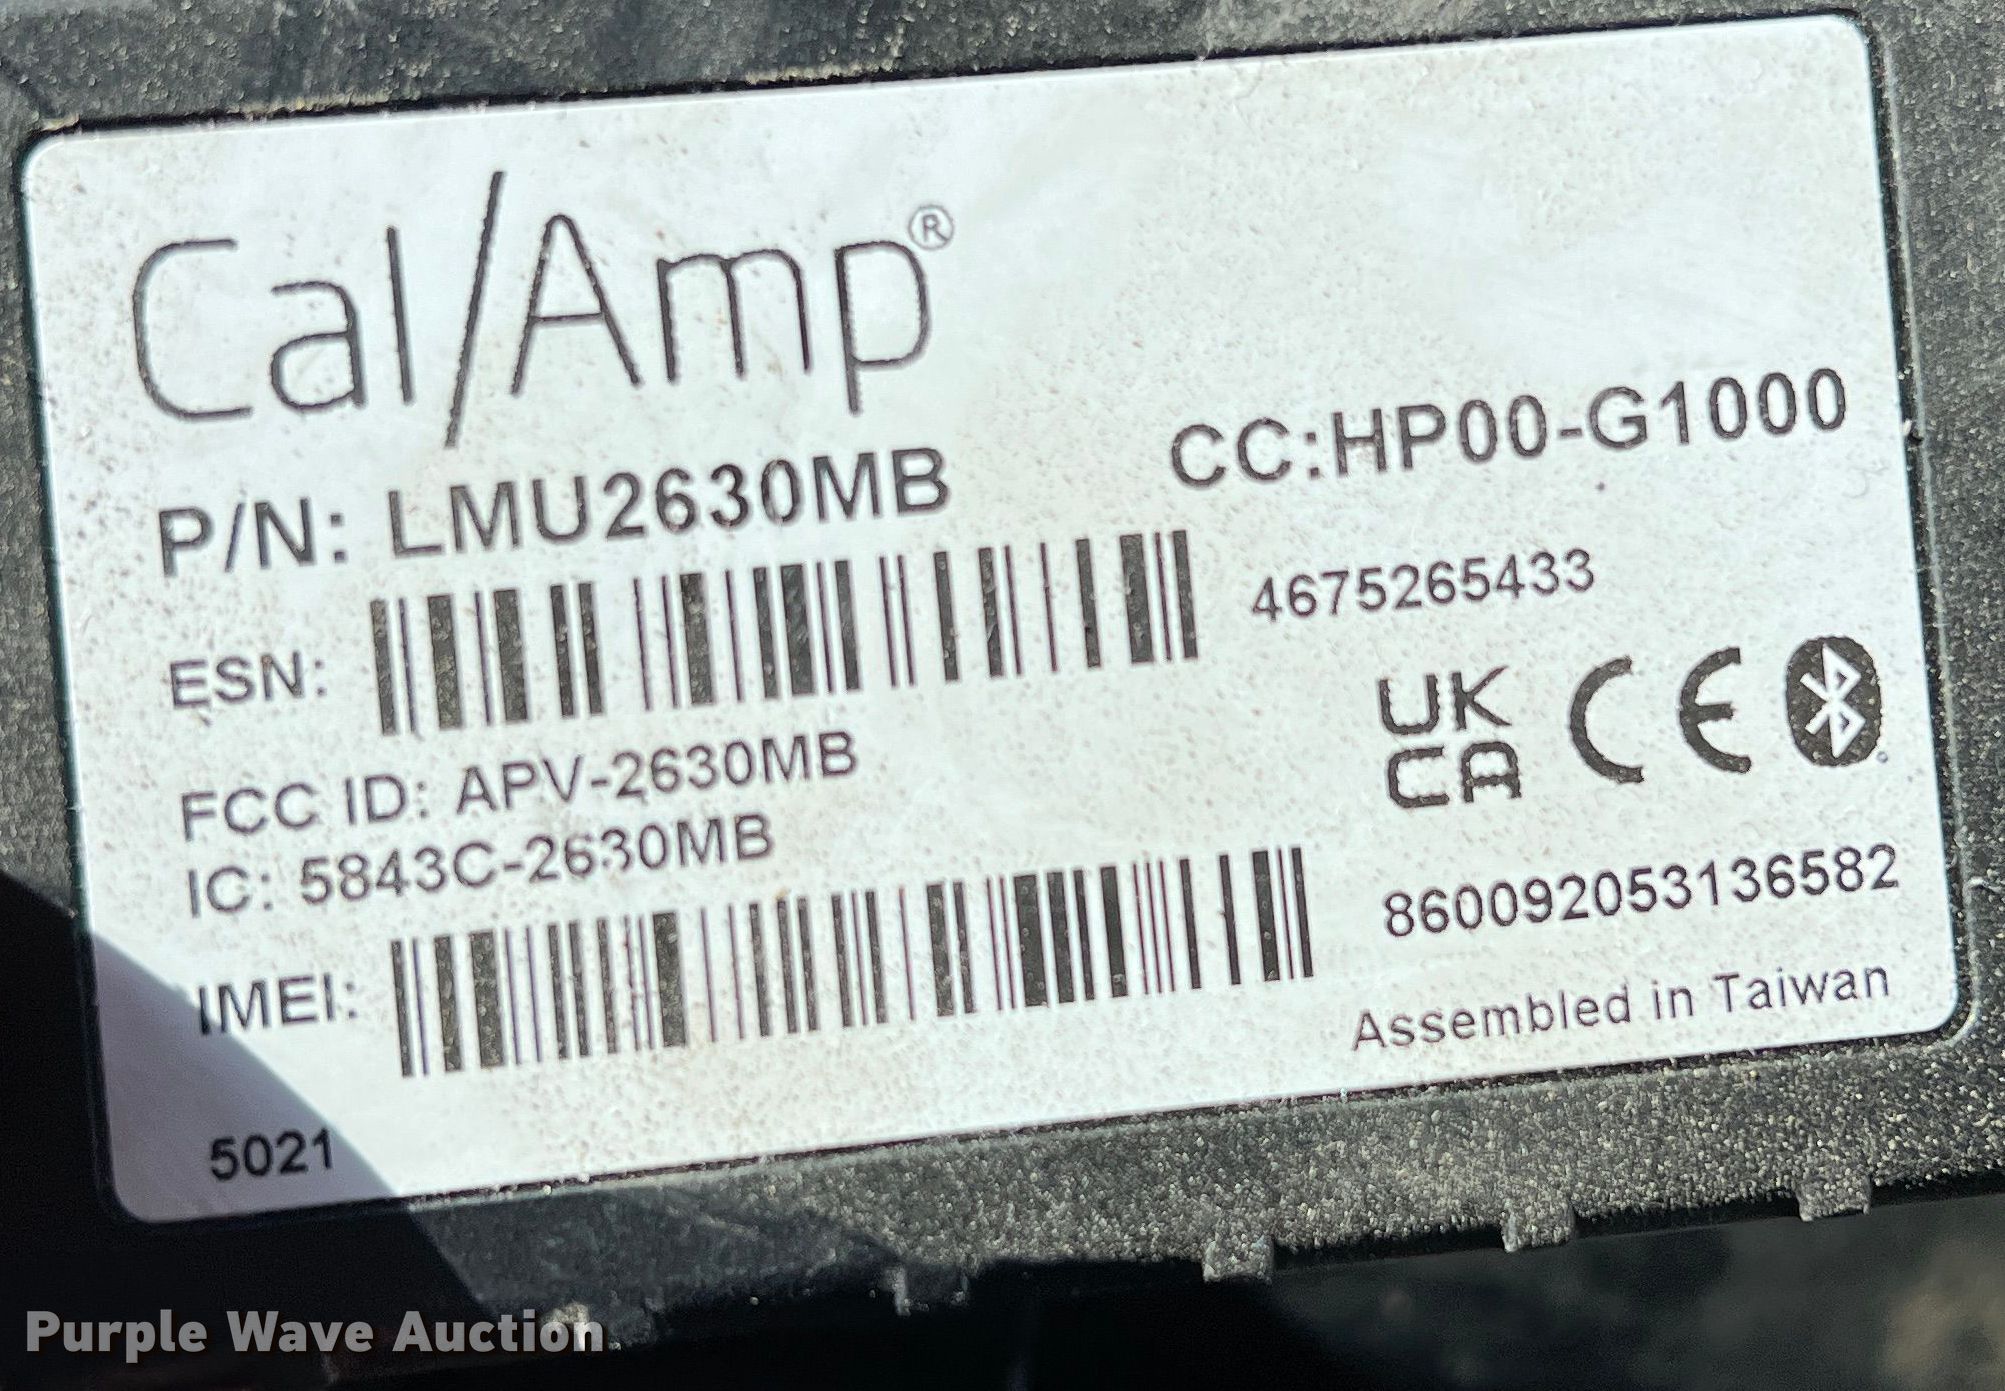 Cal/Amp®
P/N: LMU2630MB CC:HP00-G1000
ESN: 4675265433
FCC ID: APV-2630MB
IC: 5843C-2630MB
UK
CA CE
IMEI: 860092053136582
Assembled in Taiwan
5021
Purple Wave Auction